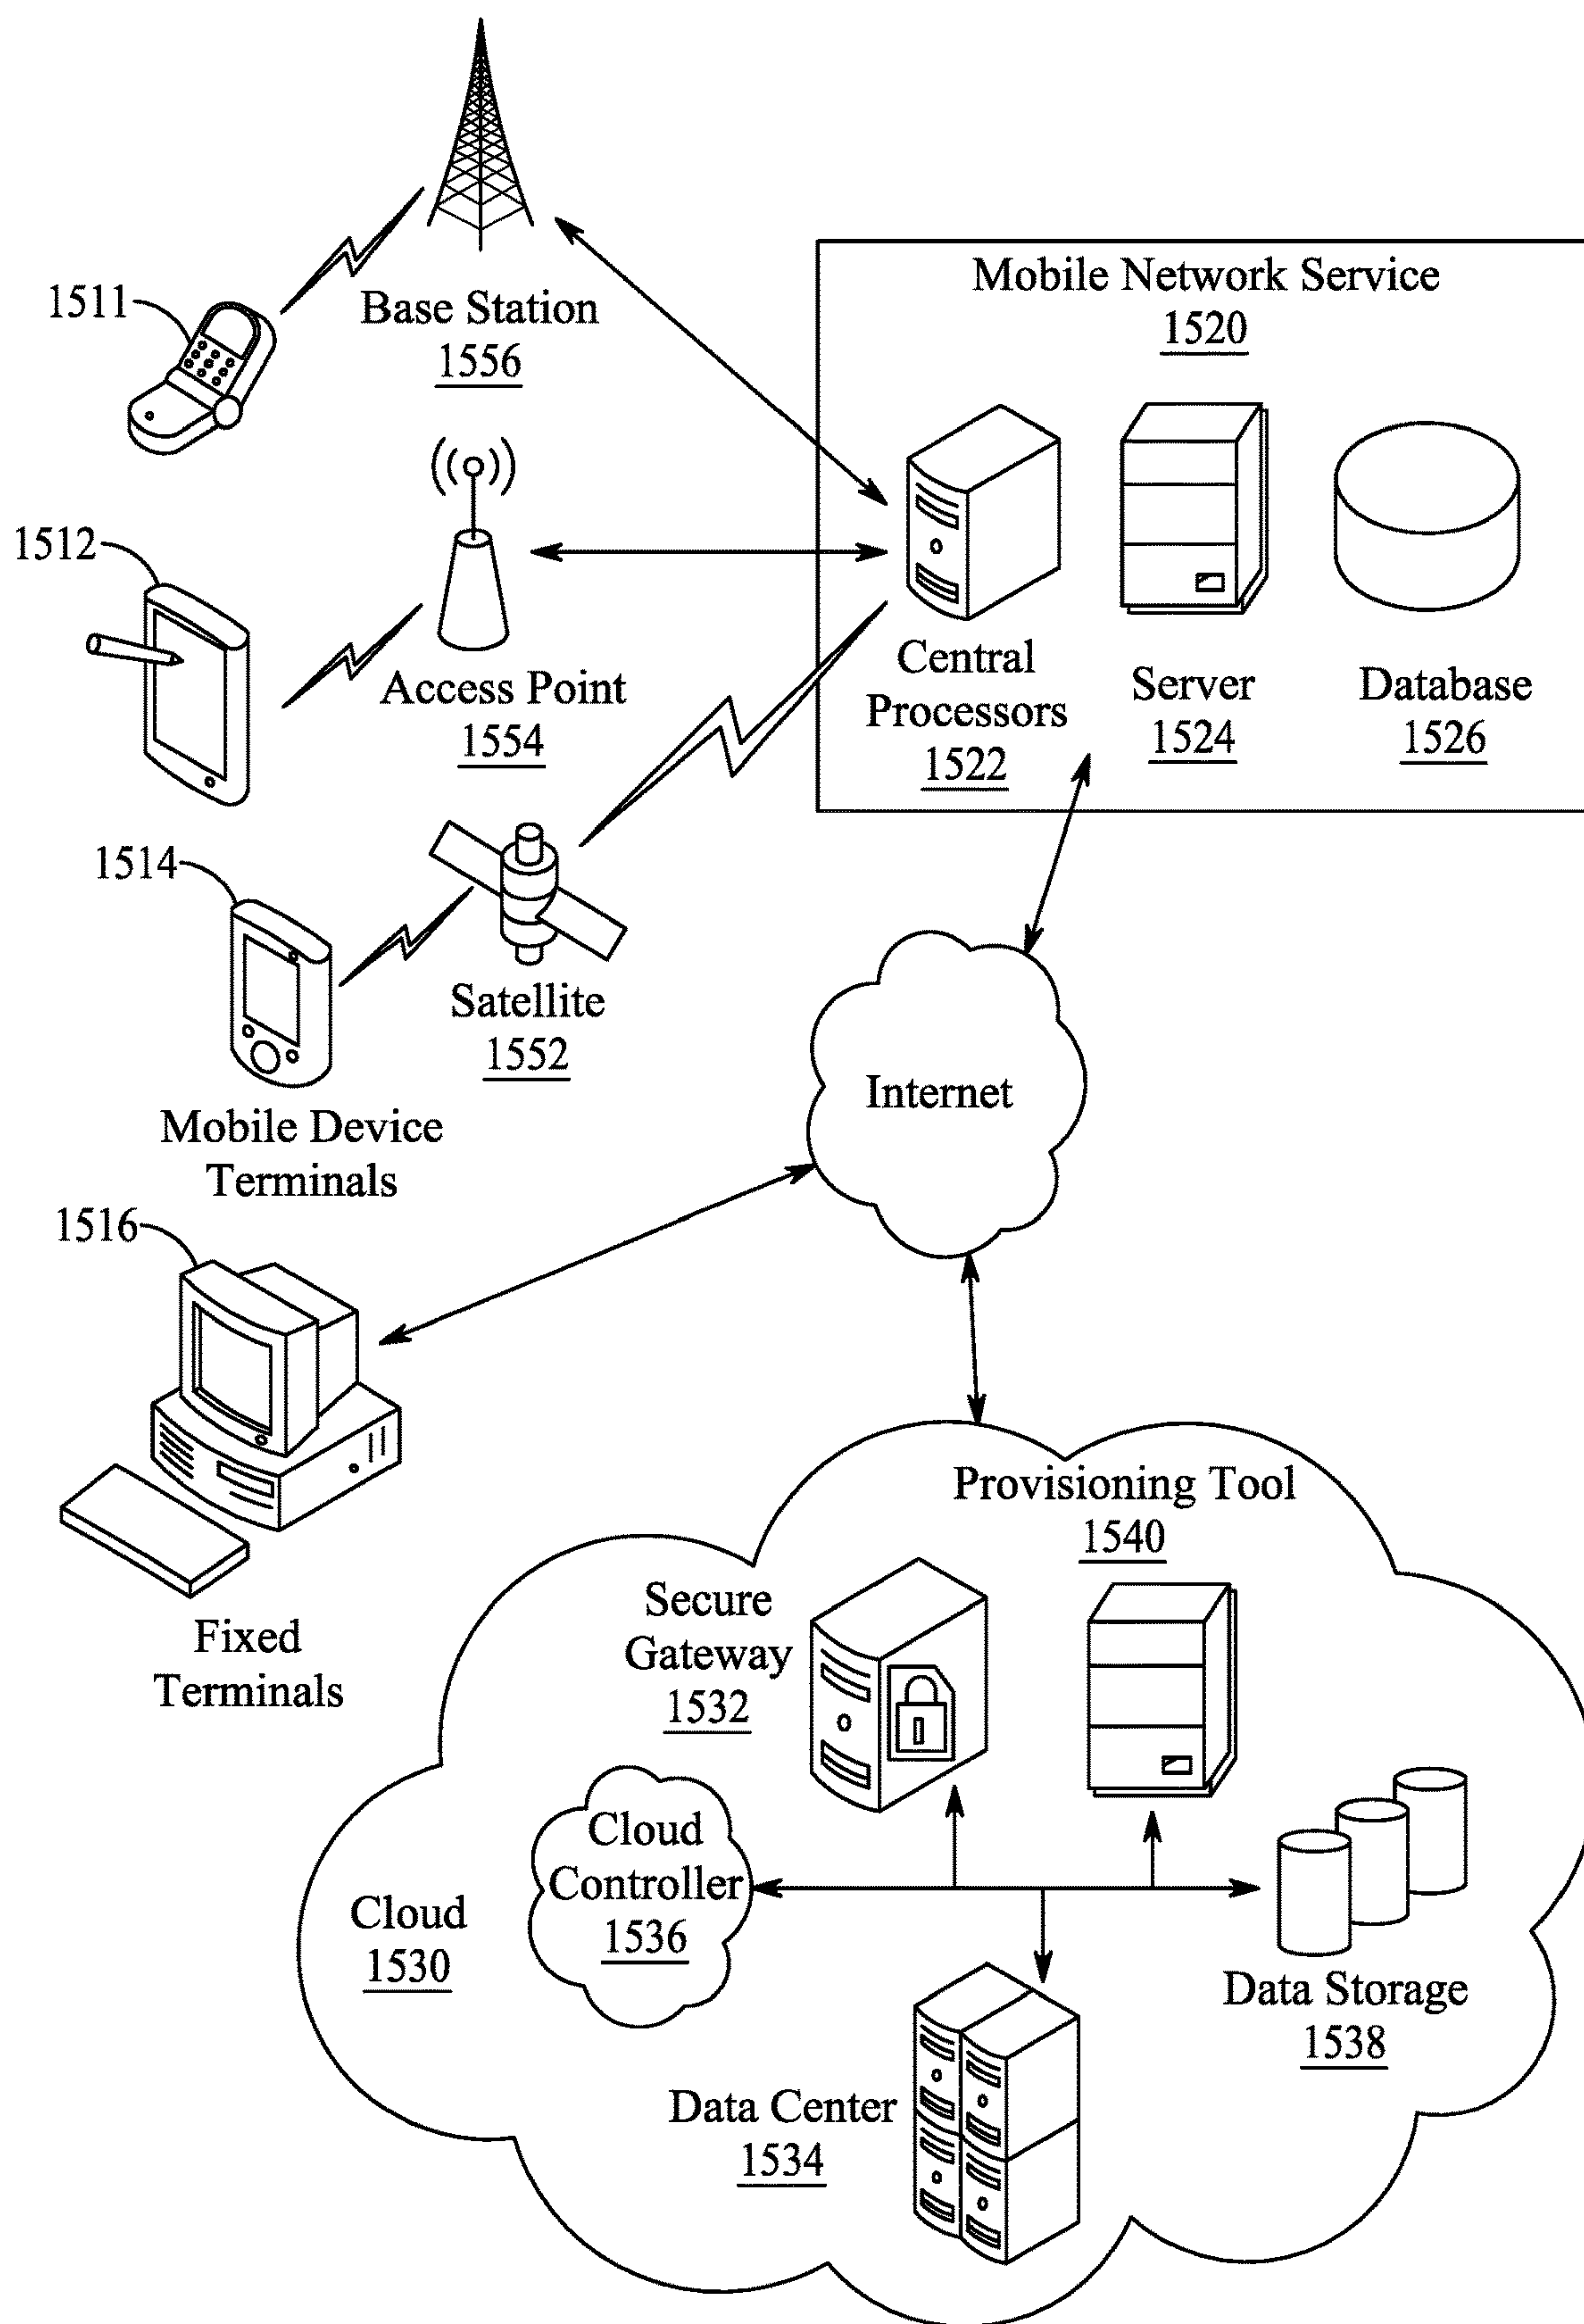 1511
Base Station
1556
Mobile Network Service
1520
1512
Access Point
1554
Central
Processors
1522
Server
1524
Database
1526
1514
Satellite
1552
Mobile Device
Terminals
Internet
1516
Fixed
Terminals
Provisioning Tool
1540
Secure
Gateway
1532
Cloud
Controller
1536
Cloud
1530
Data Storage
1538
Data Center
1534